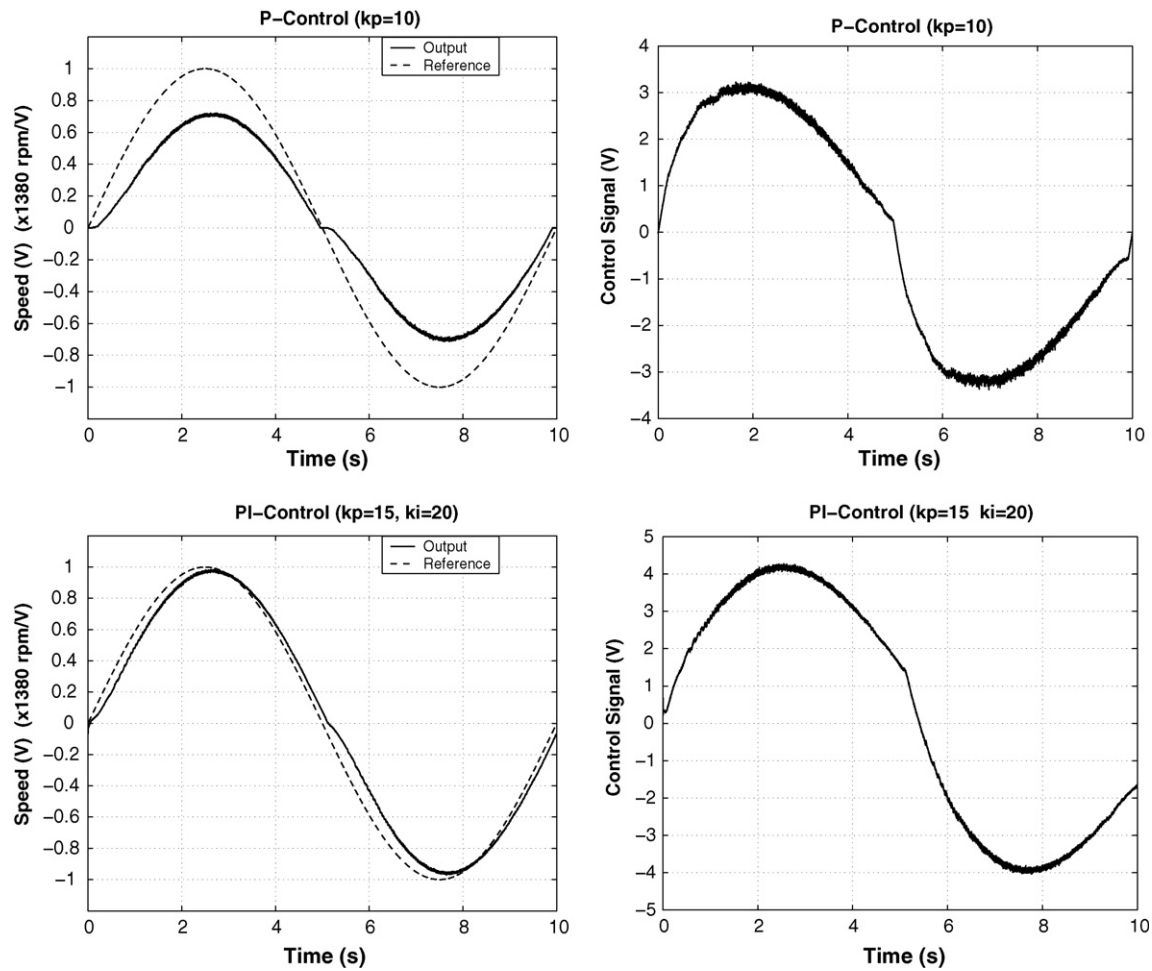 P−Control (kp=10)
Output
Reference
1
0.8
0.6
0.4
0.2
0
−0.2
−0.4
−0.6
−0.8
−1
Speed (V) (x1380 rpm/V)
0 2 4 6 8 10
Time (s)
P−Control (kp=10)
4
3
2
1
0
−1
−2
−3
−4
Control Signal (V)
0 2 4 6 8 10
Time (s)
PI−Control (kp=15, ki=20)
Output
Reference
1
0.8
0.6
0.4
0.2
0
−0.2
−0.4
−0.6
−0.8
−1
Speed (V) (x1380 rpm/V)
0 2 4 6 8 10
Time (s)
PI−Control (kp=15 ki=20)
5
4
3
2
1
0
−1
−2
−3
−4
−5
Control Signal (V)
0 2 4 6 8 10
Time (s)